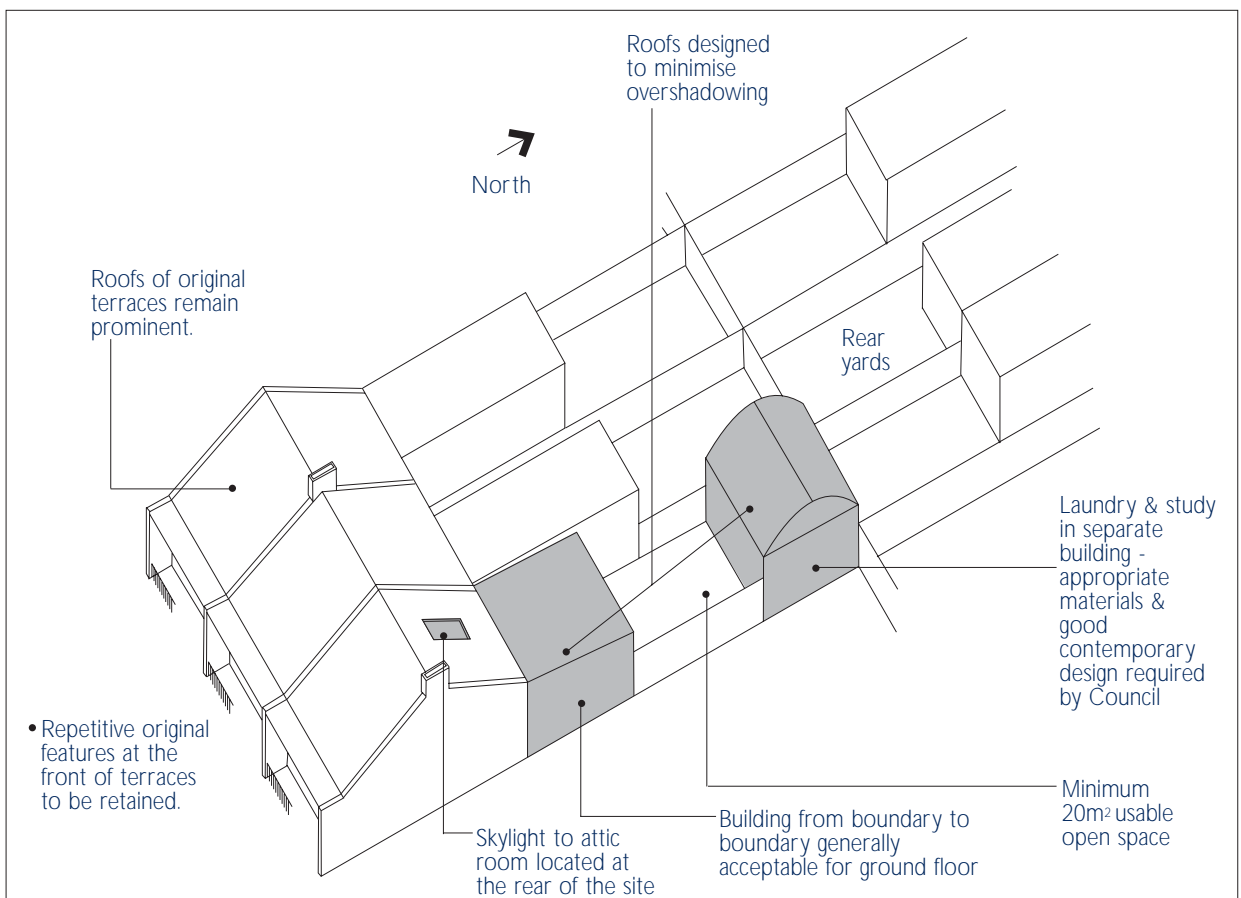 Roofs designed
to minimise
overshadowing
North
Roofs of original
terraces remain
prominent.
Rear
yards
Laundry & study
in separate
building -
appropriate
materials &
good
contemporary
design required
by Council
• Repetitive original
features at the
front of terraces
to be retained.
Minimum
20m² usable
open space
Building from boundary to
boundary generally
acceptable for ground floor
Skylight to attic
room located at
the rear of the site